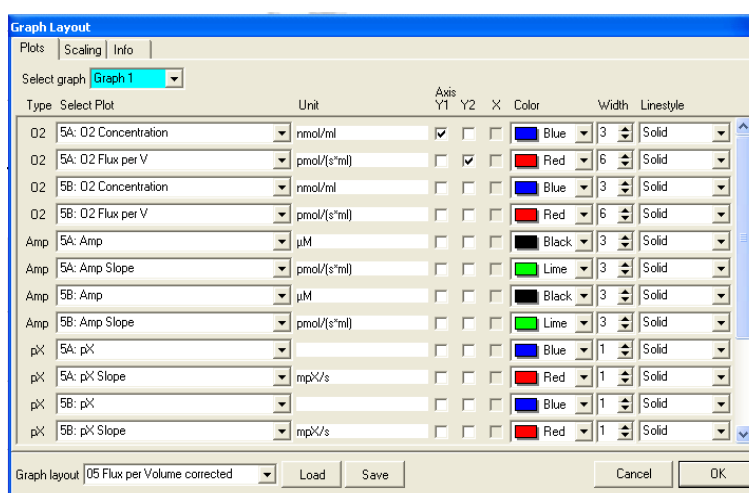 Graph Layout
Plots Scaling Info
Select graph Graph 1
Axis
Type Select Plot Unit Y1 Y2 X Color Width Linestyle
O2 5A: O2 Concentration nmol/ml Blue 3 Solid
O2 5A: O2 Flux per V pmol/(s*ml) Red 6 Solid
O2 5B: O2 Concentration nmol/ml Blue 3 Solid
O2 5B: O2 Flux per V pmol/(s*ml) Red 6 Solid
Amp 5A: Amp µM Black 3 Solid
Amp 5A: Amp Slope pmol/(s*ml) Lime 3 Solid
Amp 5B: Amp µM Black 3 Solid
Amp 5B: Amp Slope pmol/(s*ml) Lime 3 Solid
pX 5A: pX Blue 1 Solid
pX 5A: pX Slope mpX/s Red 1 Solid
pX 5B: pX Blue 1 Solid
pX 5B: pX Slope mpX/s Red 1 Solid
Graph layout 05 Flux per Volume corrected Load Save Cancel OK